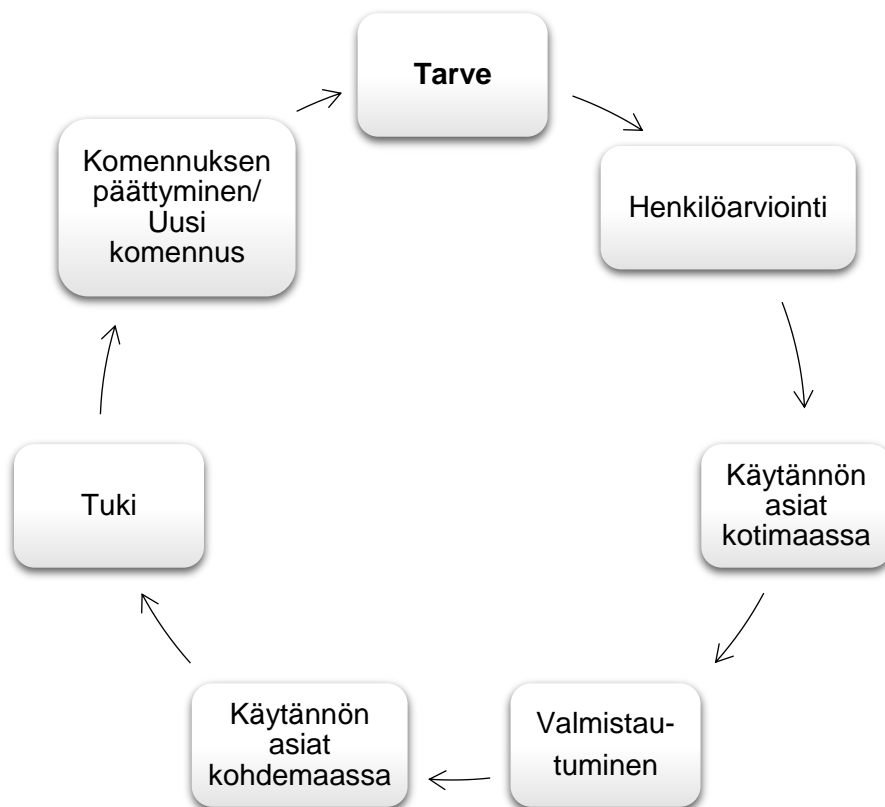 Tarve
Henkilöarviointi
Käytännön
asiat
kotimaassa
Valmistau-
tuminen
Käytännön
asiat
kohdemaassa
Tuki
Komennuksen
päättyminen/
Uusi
komennus